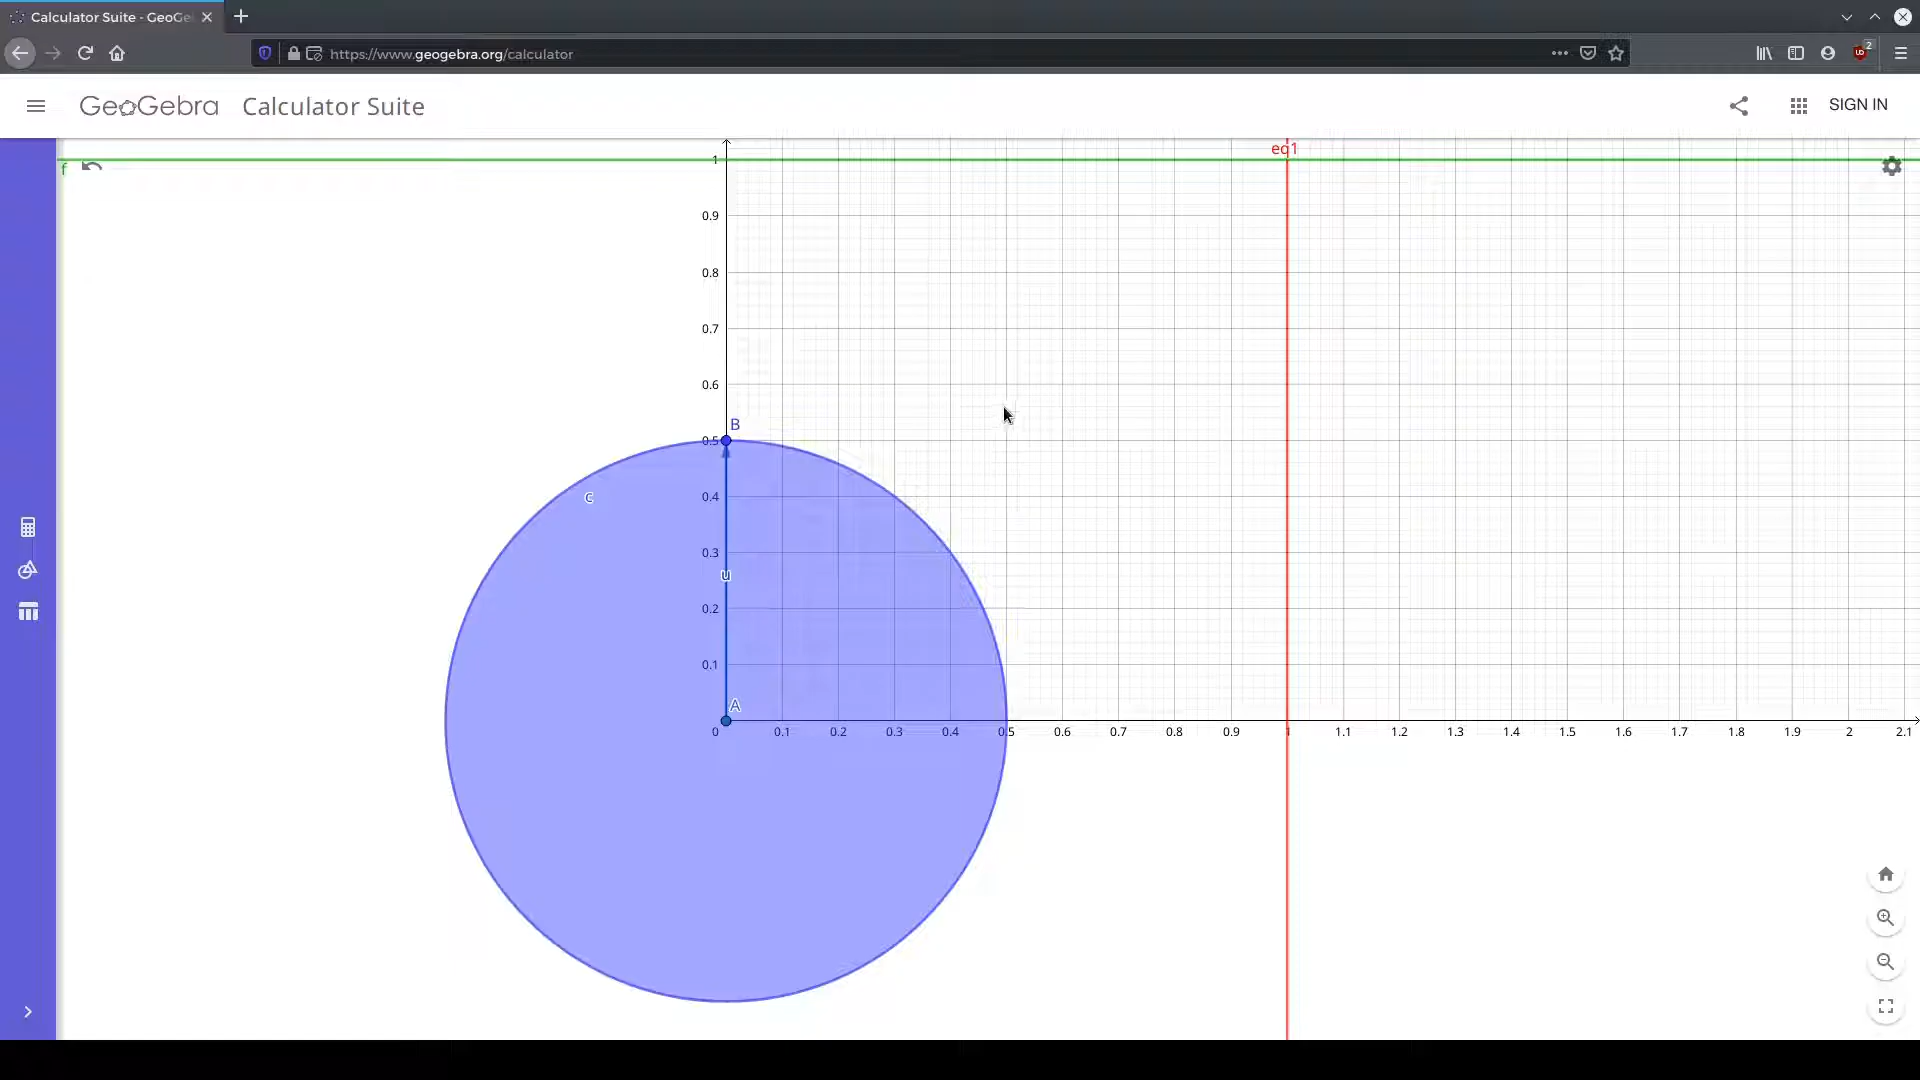 Calculator Suite - GeoGe
https://www.geogebra.org/calculator
2
GeoGebra
Calculator Suite
SIGN IN
eq1
f
1
0.9
0.8
0.7
0.6
B
0.5
c
0.4
0.3
u
0.2
0.1
A
0 0.1 0.2 0.3 0.4 0.5 0.6 0.7 0.8 0.9 1 1.1 1.2 1.3 1.4 1.5 1.6 1.7 1.8 1.9 2 2.1